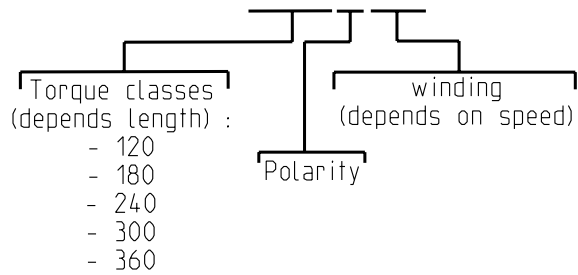 Torque classes
(depends length) :
- 120
- 180
- 240
- 300
- 360
Polarity
winding
(depends on speed)